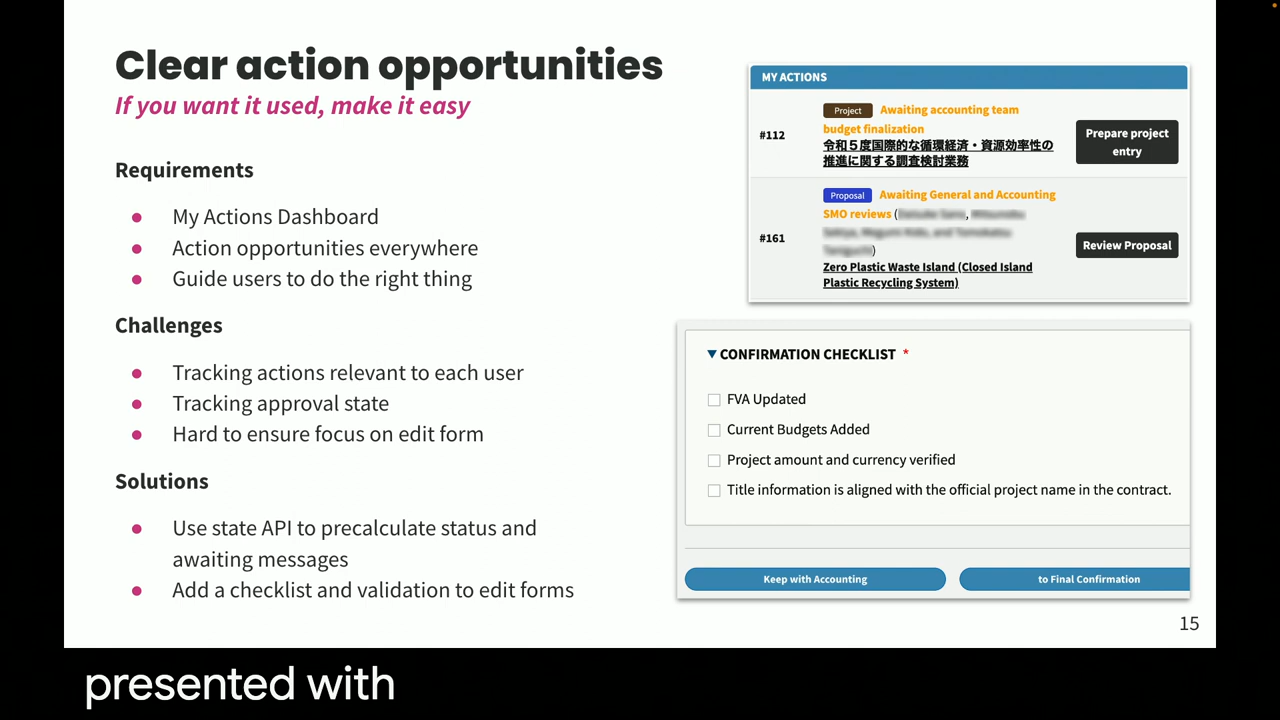 Clear action opportunities
If you want it used, make it easy
Requirements
My Actions Dashboard
Action opportunities everywhere
Guide users to do the right thing
Challenges
Tracking actions relevant to each user
Tracking approval state
Hard to ensure focus on edit form
Solutions
Use state API to precalculate status and
awaiting messages
Add a checklist and validation to edit forms
MY ACTIONS
#112
Project Awaiting accounting team
budget finalization
令和５度国際的な循環経済・資源効率性の
推進に関する調査検討業務
Prepare project
entry
#161
Proposal Awaiting General and Accounting
SMO reviews (
)
Zero Plastic Waste Island (Closed Island
Plastic Recycling System)
Review Proposal
▼ CONFIRMATION CHECKLIST *
FVA Updated
Current Budgets Added
Project amount and currency verified
Title information is aligned with the official project name in the contract.
Keep with Accounting
to Final Confirmation
15
presented with